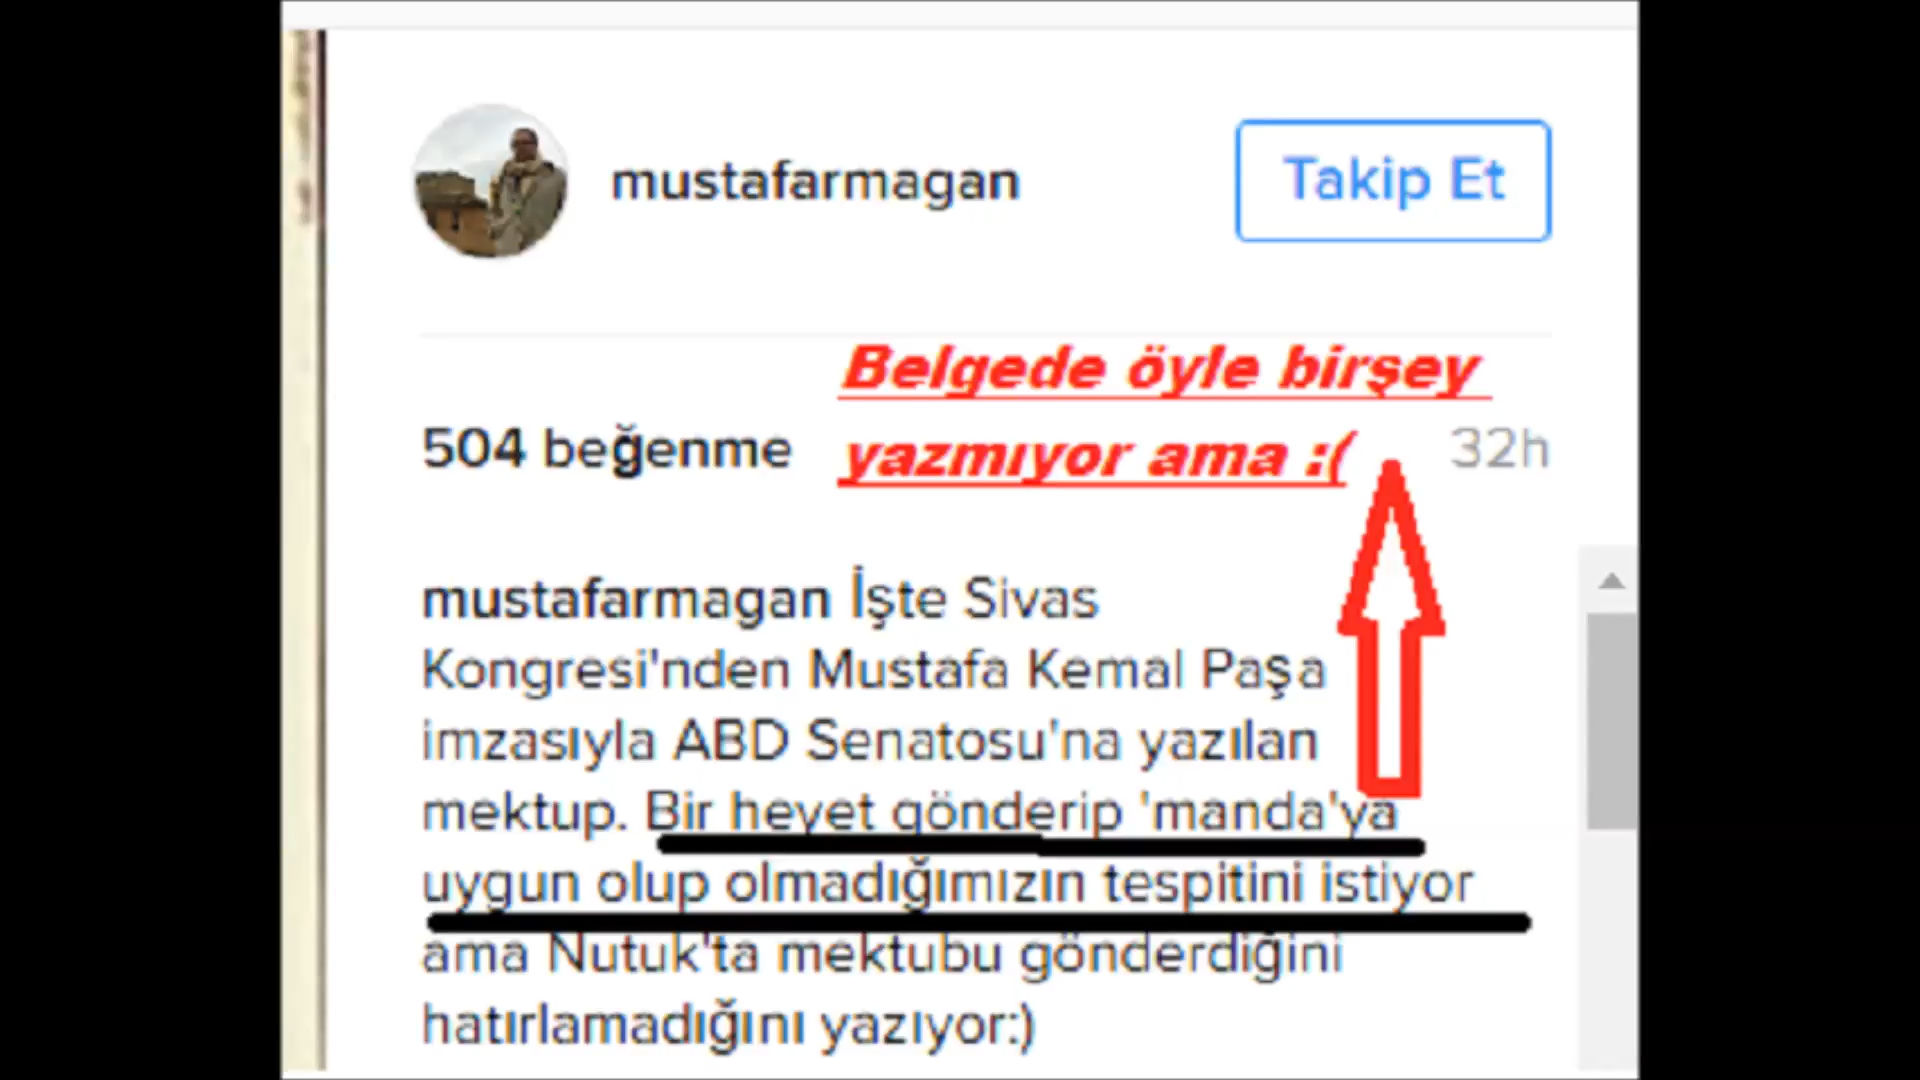 mustafarmagan
Takip Et
Belgede öyle birşey
yazmıyor ama :(
504 beğenme
32h
mustafarmagan İşte Sivas
Kongresi'nden Mustafa Kemal Paşa
imzasıyla ABD Senatosu'na yazılan
mektup. Bir heyet gönderip 'manda'ya
uygun olup olmadığımızın tespitini istiyor
ama Nutuk'ta mektubu gönderdiğini
hatırlamadığını yazıyor:)